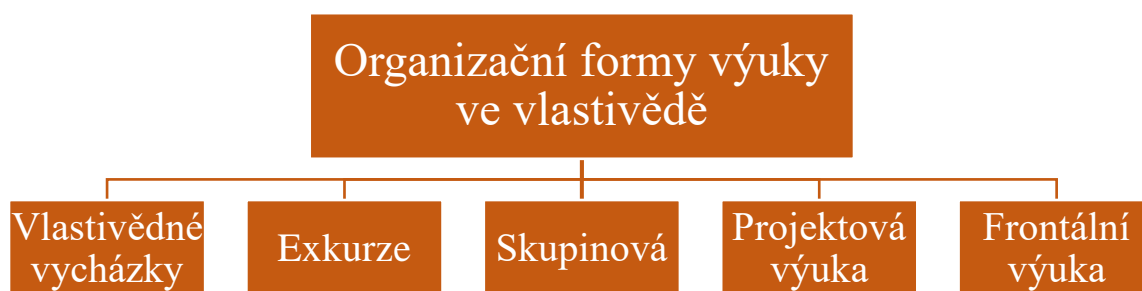 Organizační formy výuky
ve vlastivědě
Vlastivědné
vycházky
Exkurze
Skupinová
Projektová
výuka
Frontální
výuka